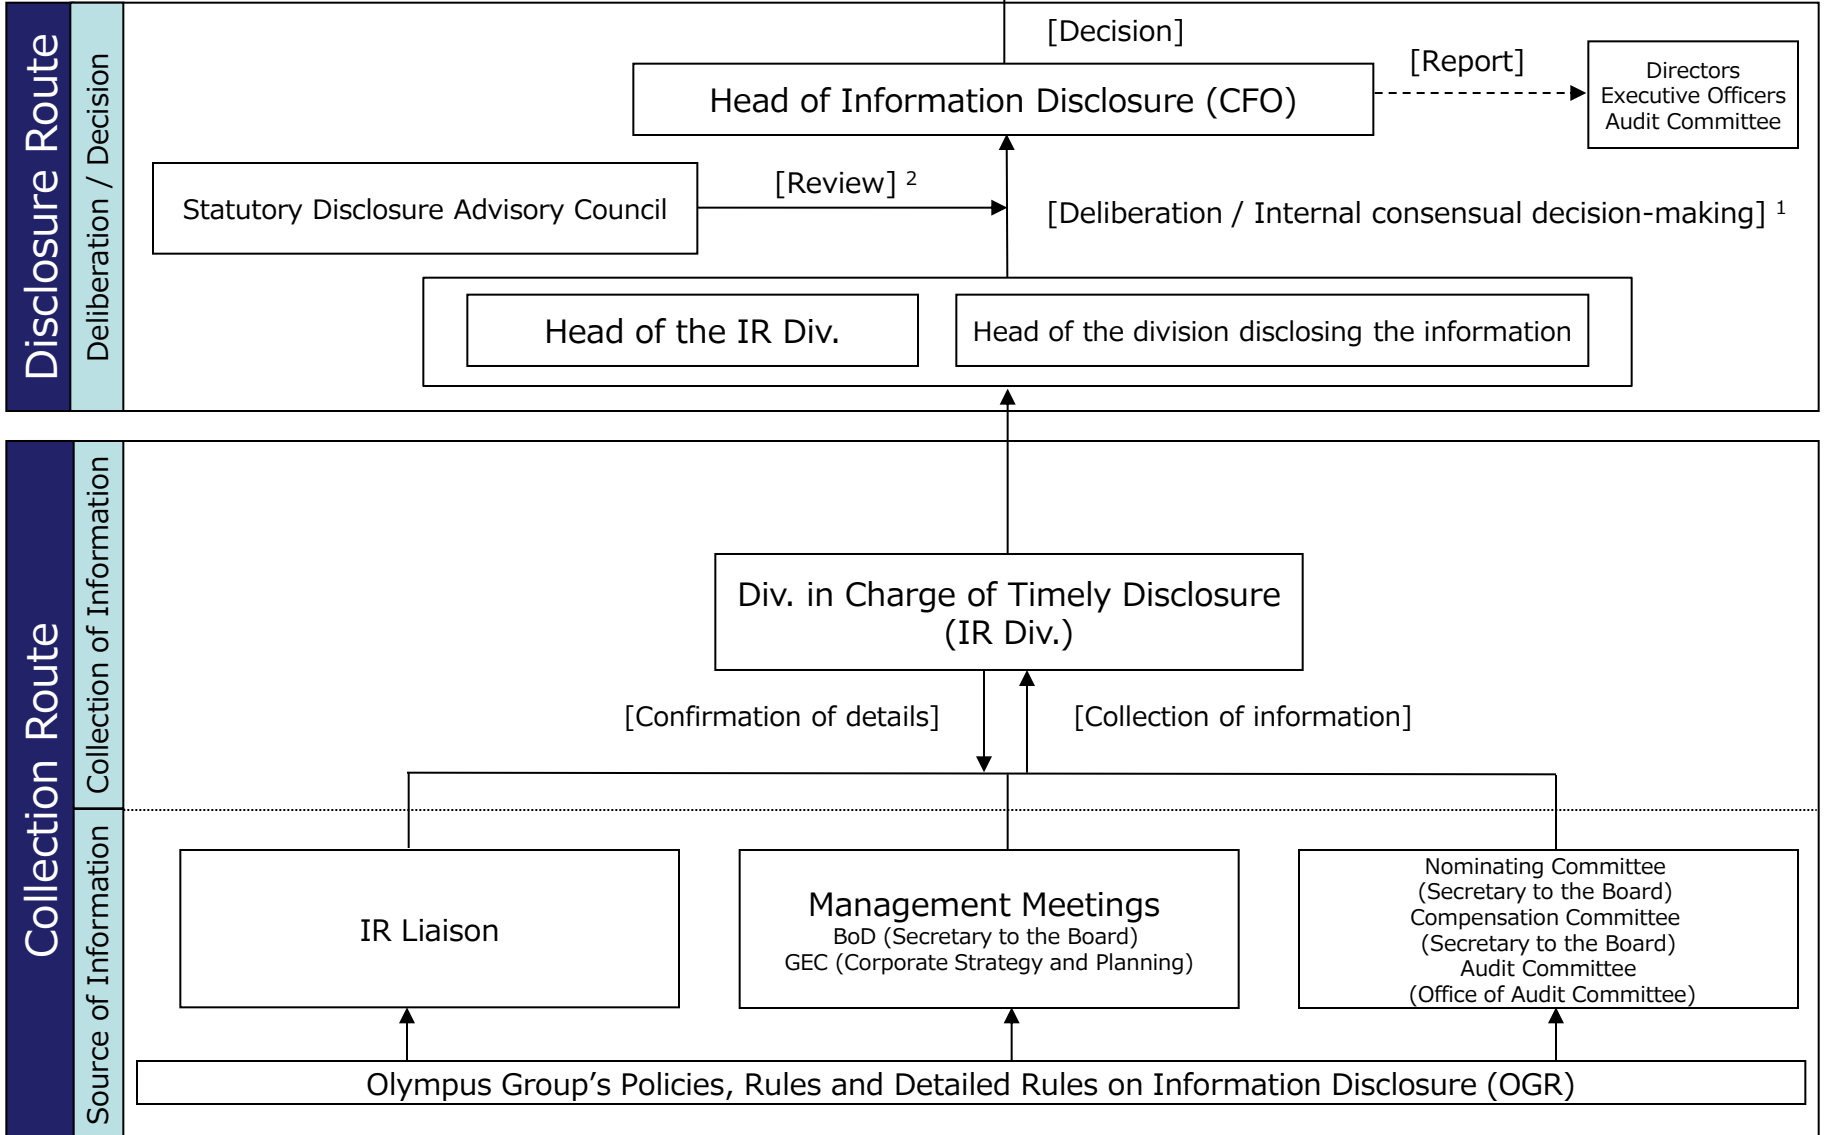 Disclosure Route
Deliberation / Decision
[Decision]
Head of Information Disclosure (CFO)
[Report]
Directors
Executive Officers
Audit Committee
Statutory Disclosure Advisory Council
[Review] 2
[Deliberation / Internal consensual decision-making] 1
Head of the IR Div.
Head of the division disclosing the information
Collection Route
Collection of Information
Div. in Charge of Timely Disclosure
(IR Div.)
[Confirmation of details]
[Collection of information]
Source of Information
IR Liaison
Management Meetings
BoD (Secretary to the Board)
GEC (Corporate Strategy and Planning)
Nominating Committee
(Secretary to the Board)
Compensation Committee
(Secretary to the Board)
Audit Committee
(Office of Audit Committee)
Olympus Group’s Policies, Rules and Detailed Rules on Information Disclosure (OGR)